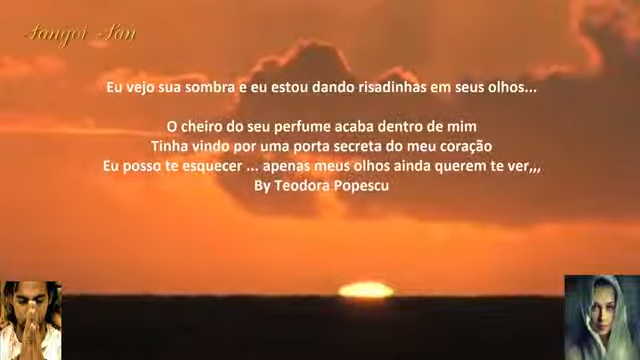 Sangoi San
Eu vejo sua sombra e eu estou dando risadinhas em seus olhos...
O cheiro do seu perfume acaba dentro de mim
Tinha vindo por uma porta secreta do meu coração
Eu posso te esquecer ... apenas meus olhos ainda querem te ver,,,
By Teodora Popescu